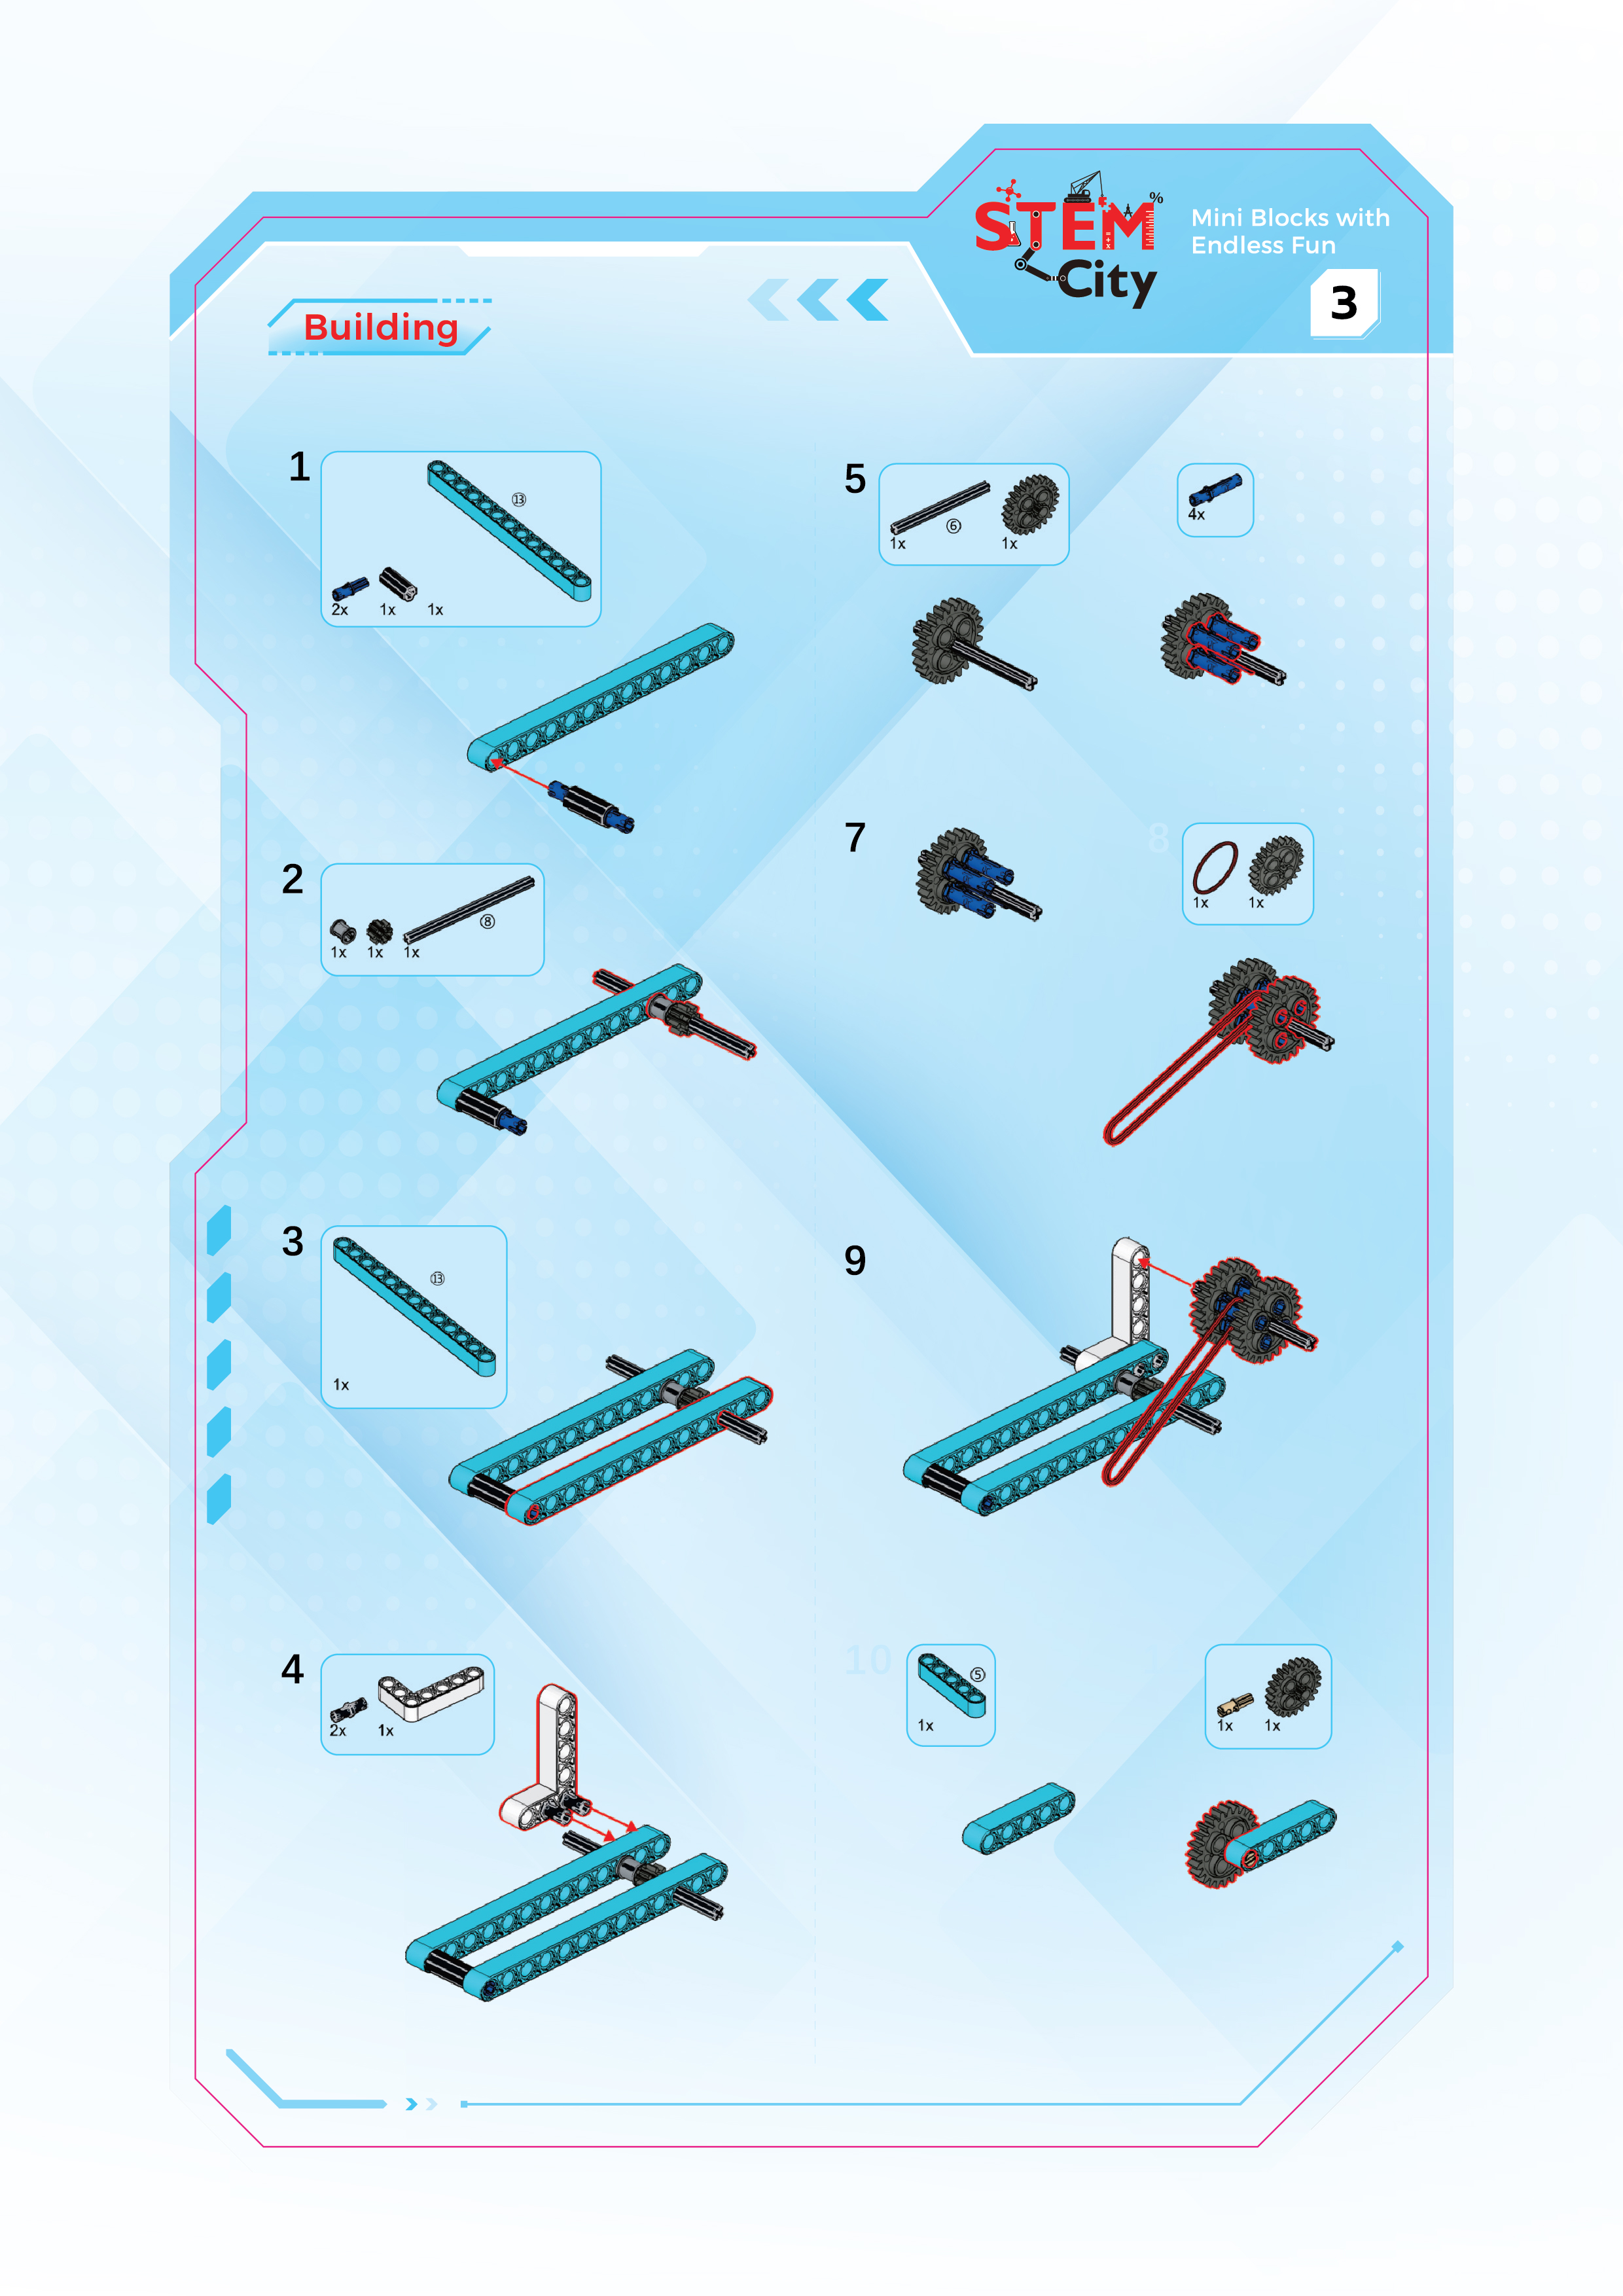 STEM
%
City
Mini Blocks with
Endless Fun
3
Building
1
⑬
2x 1x 1x
2
⑧
1x 1x 1x
3
⑬
1x
4
2x 1x
5
⑥
1x 1x
4x
7
8
1x 1x
9
10
⑤
1x
1x 1x